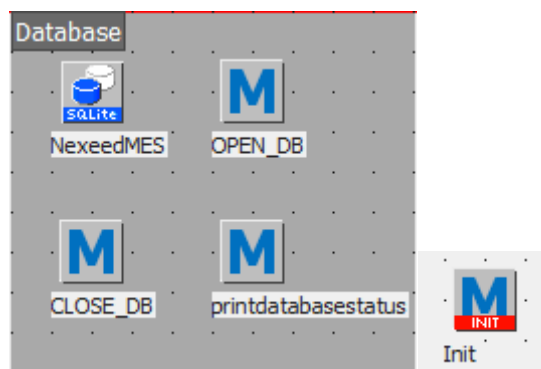 Database
SQLite
NexeedMES
M
OPEN_DB
M
CLOSE_DB
M
printdatabasestatus
M
INIT
Init